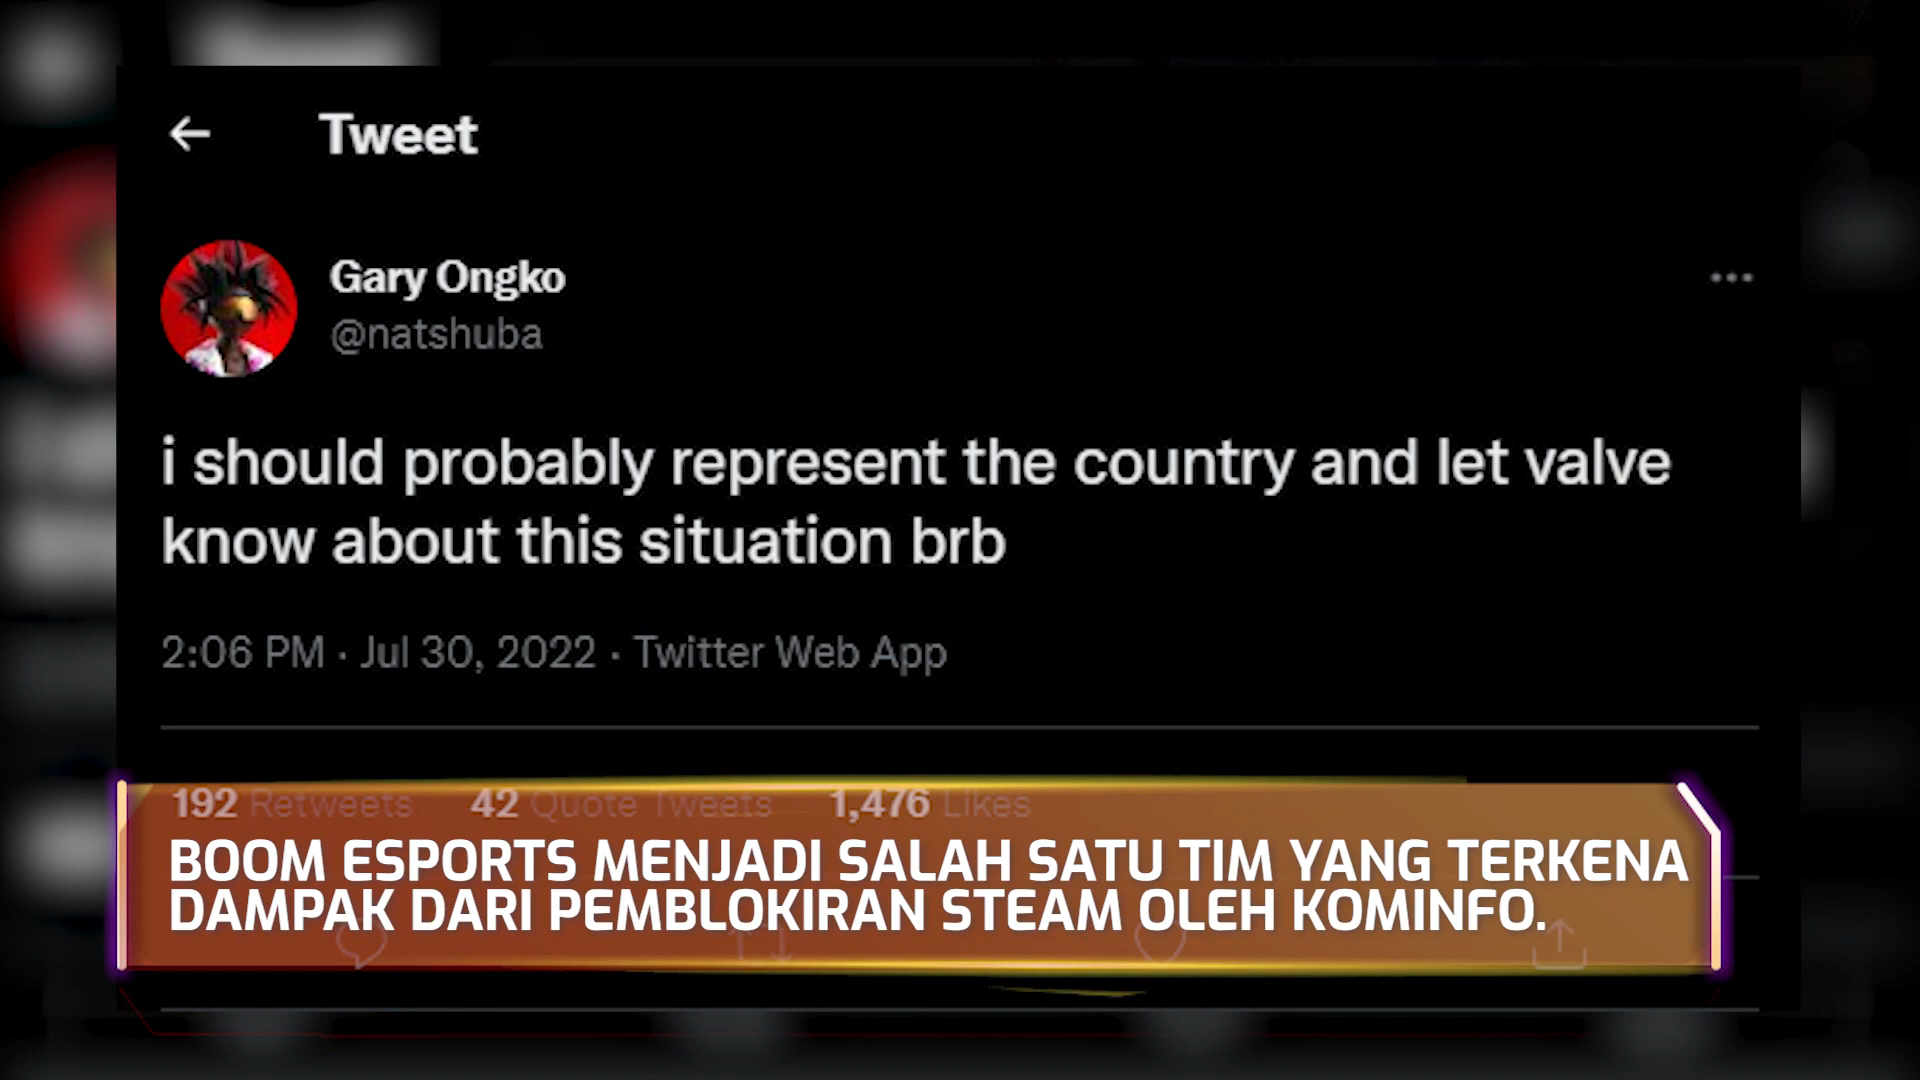 Tweet
Gary Ongko
@natshuba
i should probably represent the country and let valve
know about this situation brb
2:06 PM · Jul 30, 2022 · Twitter Web App
192 Retweets 42 Quote Tweets 1,476 Likes
BOOM ESPORTS MENJADI SALAH SATU TIM YANG TERKENA
DAMPAK DARI PEMBLOKIRAN STEAM OLEH KOMINFO.